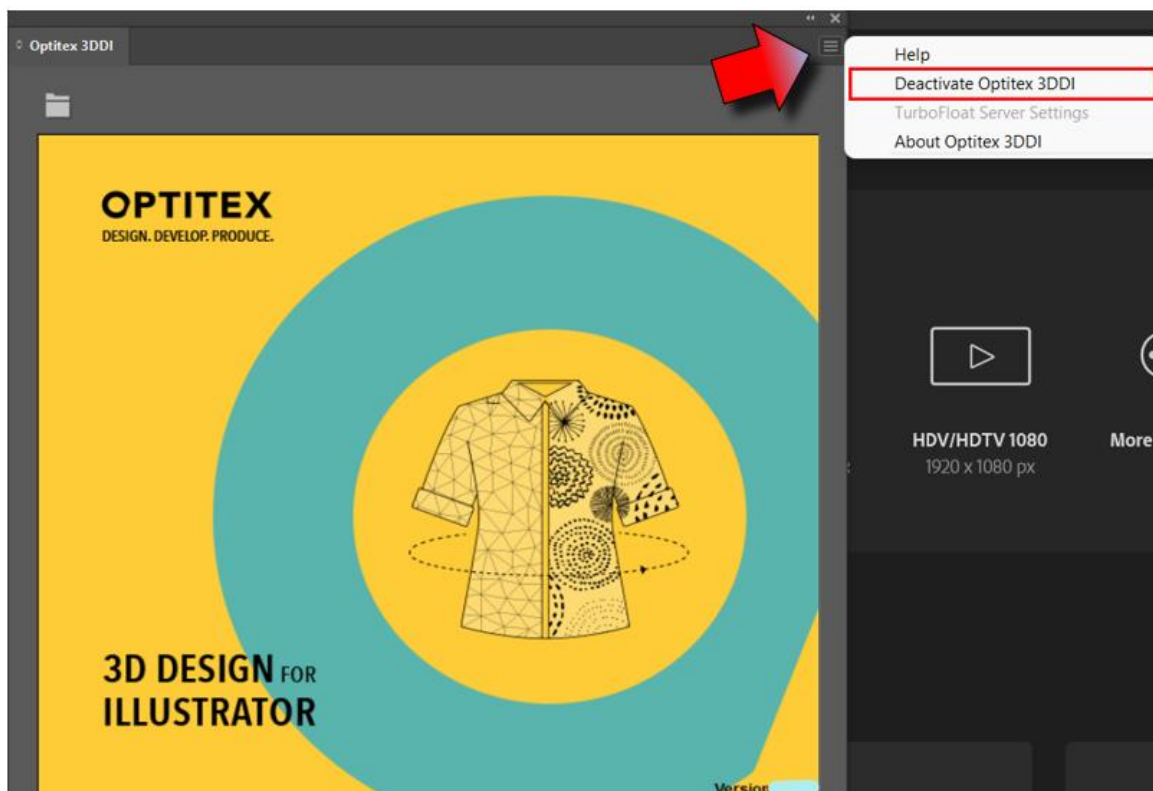 Optitex 3DDI
Help
Deactivate Optitex 3DDI
TurboFloat Server Settings
About Optitex 3DDI
OPTITEX
DESIGN. DEVELOP. PRODUCE.
3D DESIGN FOR
ILLUSTRATOR
Version
HDV/HDTV 1080
1920 x 1080 px
More